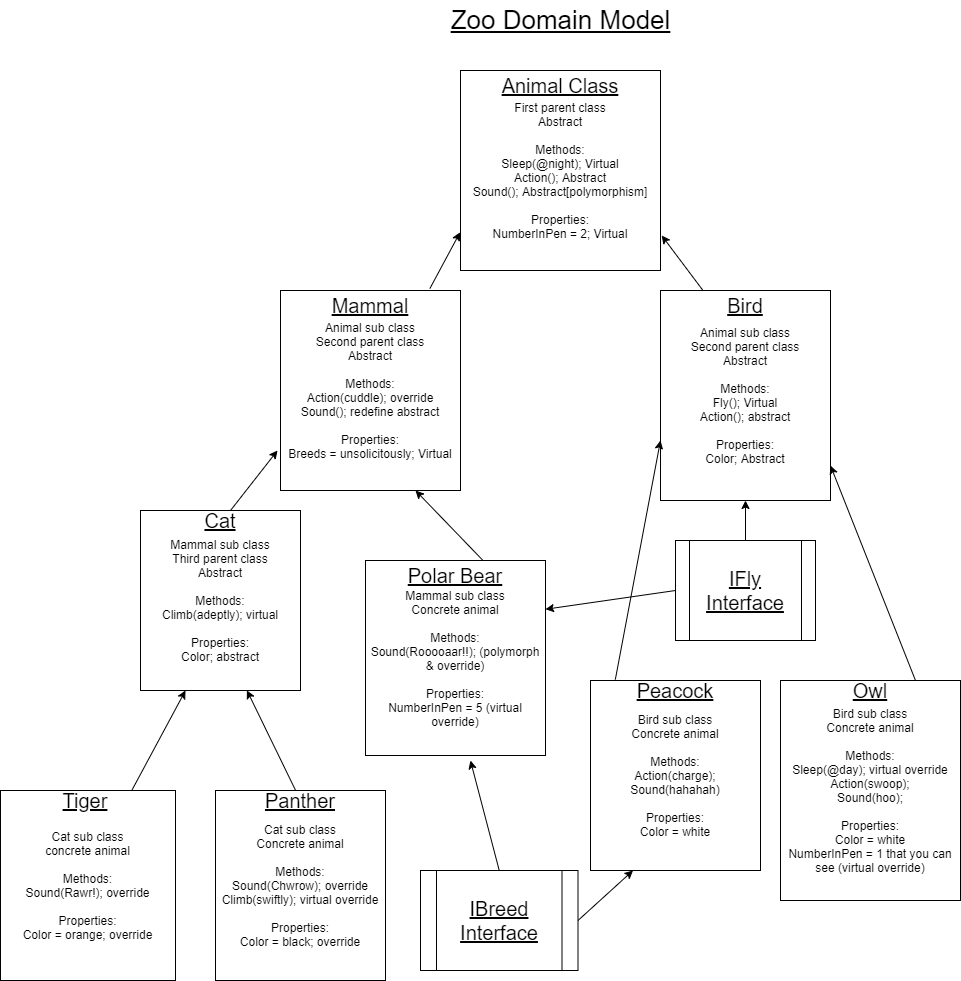 Zoo Domain Model
Animal Class
First parent class
Abstract
Methods:
Sleep(@night); Virtual
Action(); Abstract
Sound(); Abstract[polymorphism]
Properties:
NumberInPen = 2; Virtual
Mammal
Animal sub class
Second parent class
Abstract
Methods:
Action(cuddle); override
Sound(); redefine abstract
Properties:
Breeds = unsolicitously; Virtual
Bird
Animal sub class
Second parent class
Abstract
Methods:
Fly(); Virtual
Action(); abstract
Properties:
Color; Abstract
Cat
Mammal sub class
Third parent class
Abstract
Methods:
Climb(adeptly); virtual
Properties:
Color; abstract
Polar Bear
Mammal sub class
Concrete animal
Methods:
Sound(Rooooaar!!); (polymorph
& override)
Properties:
NumberInPen = 5 (virtual
override)
IFly
Interface
Peacock
Bird sub class
Concrete animal
Methods:
Action(charge);
Sound(hahahah)
Properties:
Color = white
Owl
Bird sub class
Concrete animal
Methods:
Sleep(@day); virtual override
Action(swoop);
Sound(hoo);
Properties:
Color = white
NumberInPen = 1 that you can
see (virtual override)
Tiger
Cat sub class
concrete animal
Methods:
Sound(Rawr!); override
Properties:
Color = orange; override
Panther
Cat sub class
Concrete animal
Methods:
Sound(Chwrow); override
Climb(swiftly); virtual override
Properties:
Color = black; override
IBreed
Interface